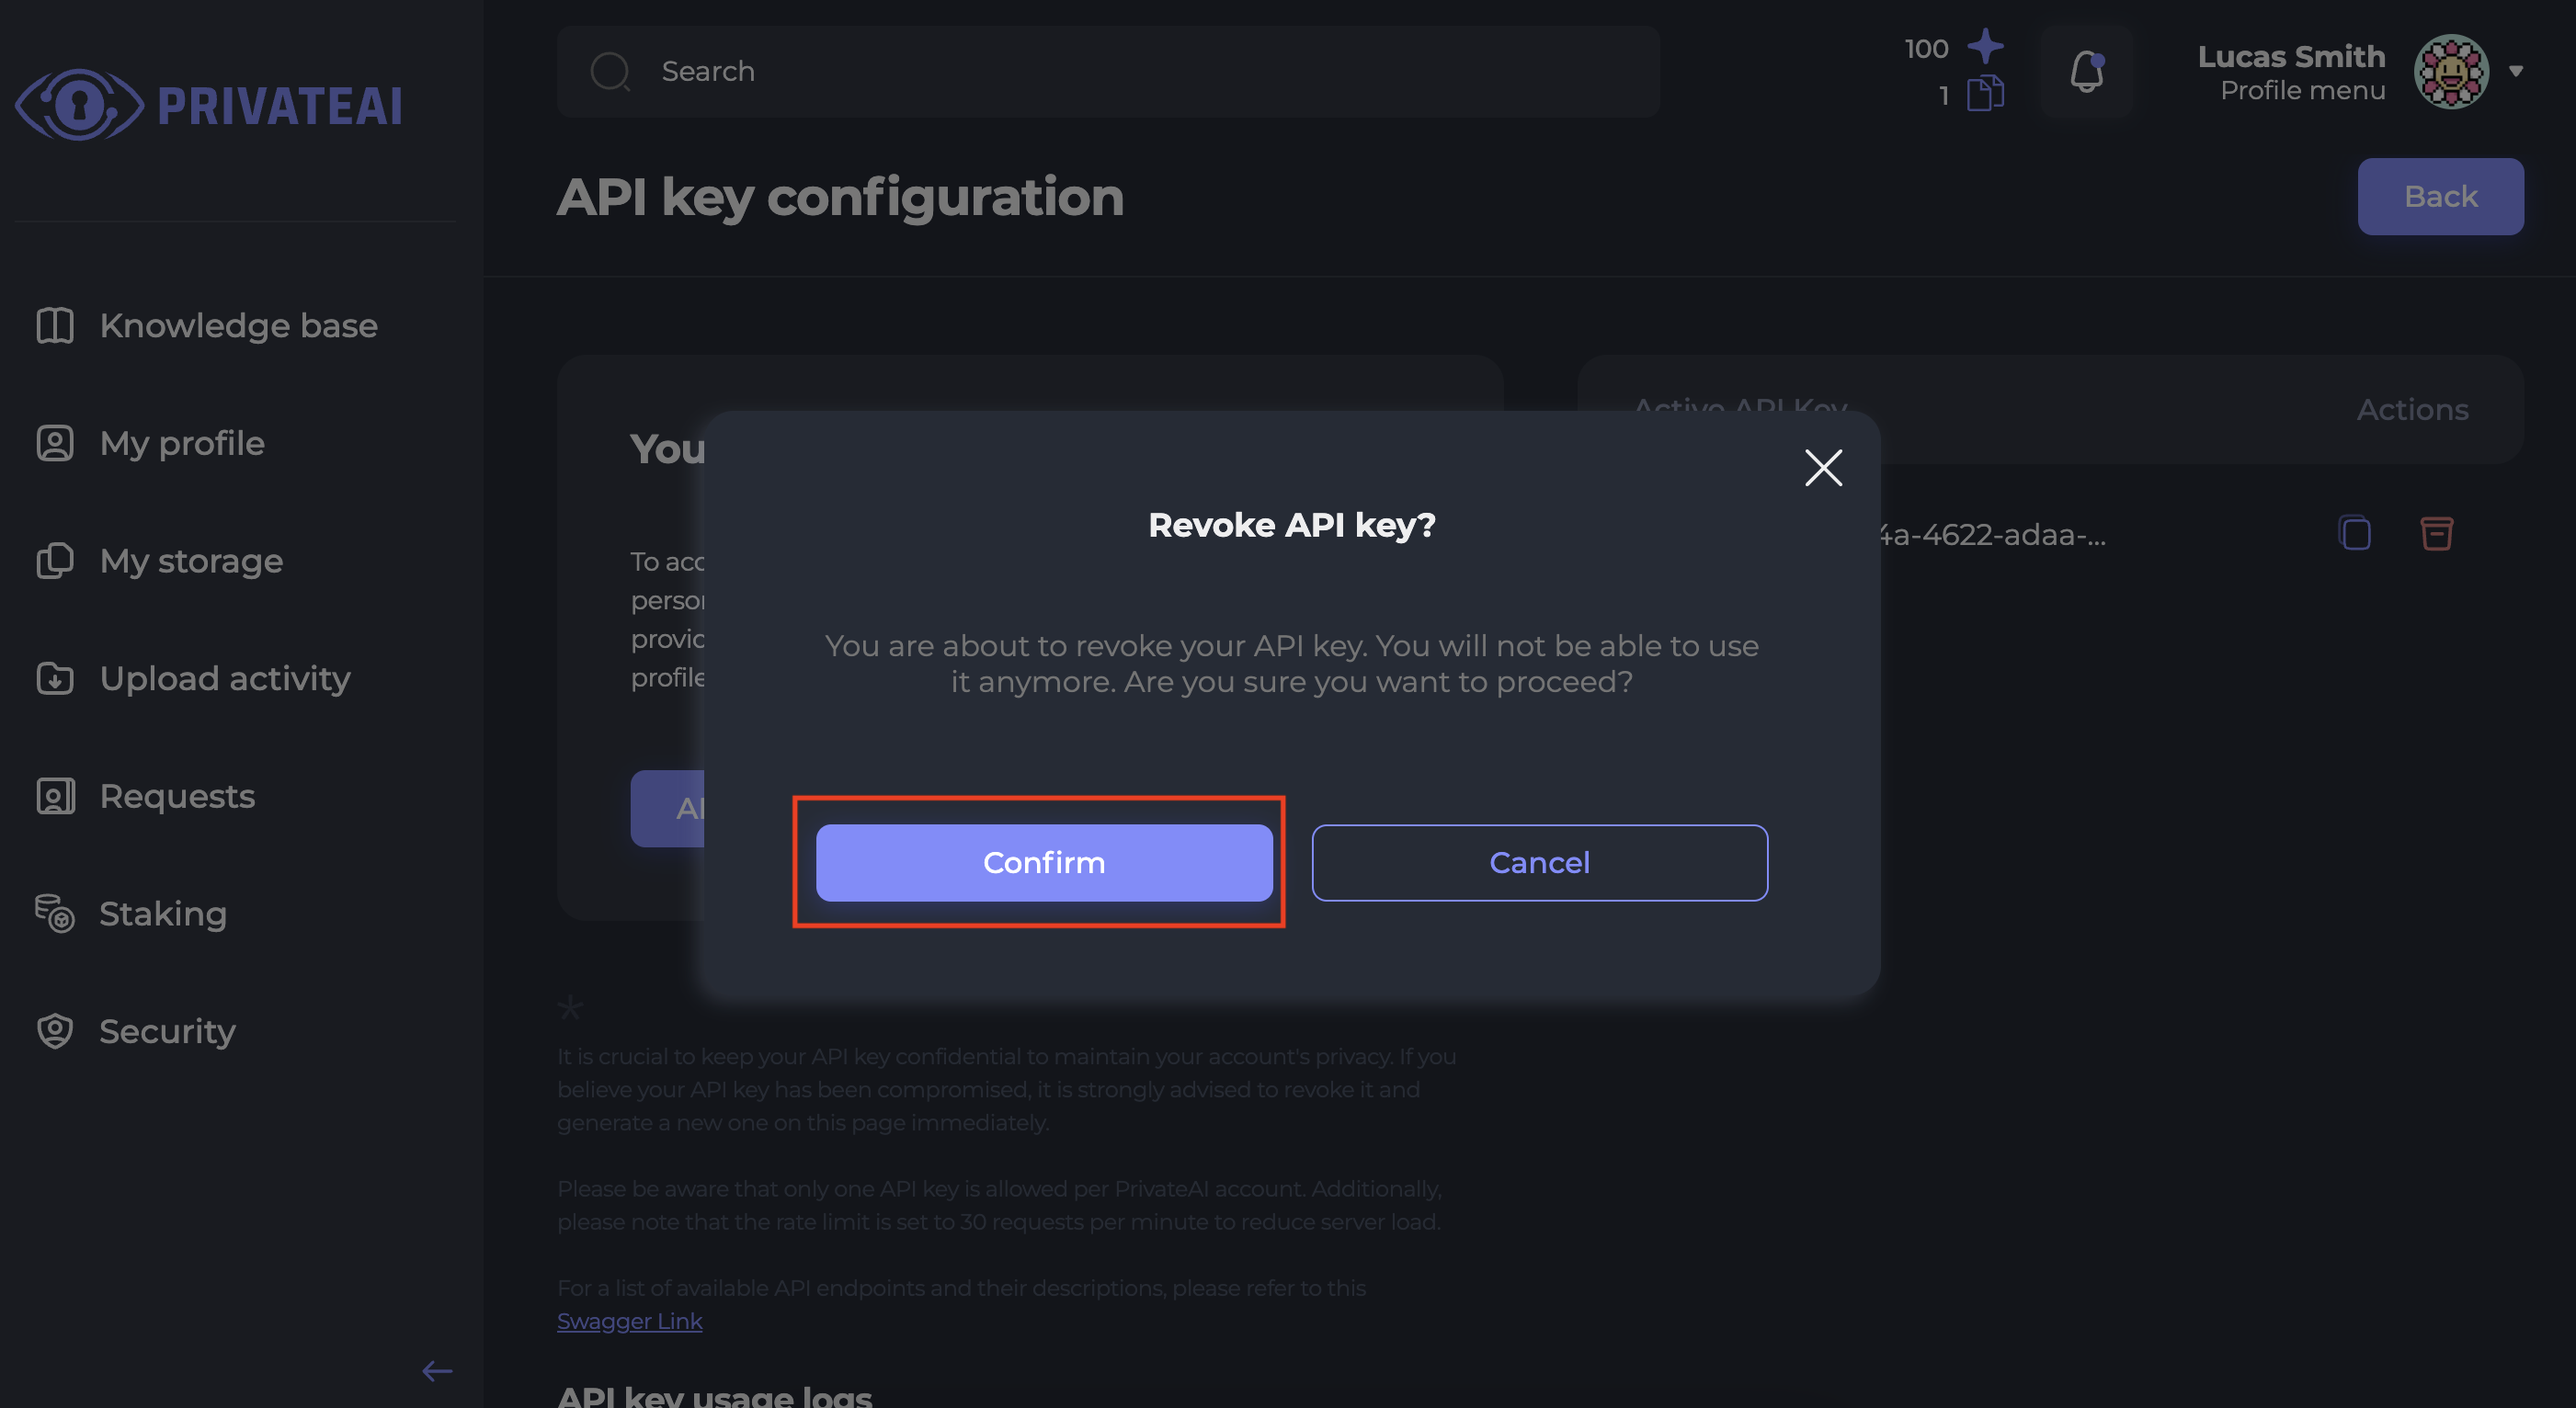 PRIVATEAI
Search
100
1
Lucas Smith
Profile menu
API key configuration
Back
Knowledge base
My profile
My storage
Upload activity
Requests
Staking
Security
You
To acc
person
provid
profile
Active API Key
Actions
4a-4622-adaa-...
Revoke API key?
You are about to revoke your API key. You will not be able to use
it anymore. Are you sure you want to proceed?
Confirm
Cancel
*
It is crucial to keep your API key confidential to maintain your account's privacy. If you
believe your API key has been compromised, it is strongly advised to revoke it and
generate a new one on this page immediately.
Please be aware that only one API key is allowed per PrivateAI account. Additionally,
please note that the rate limit is set to 30 requests per minute to reduce server load.
For a list of available API endpoints and their descriptions, please refer to this
Swagger Link
API key usage logs